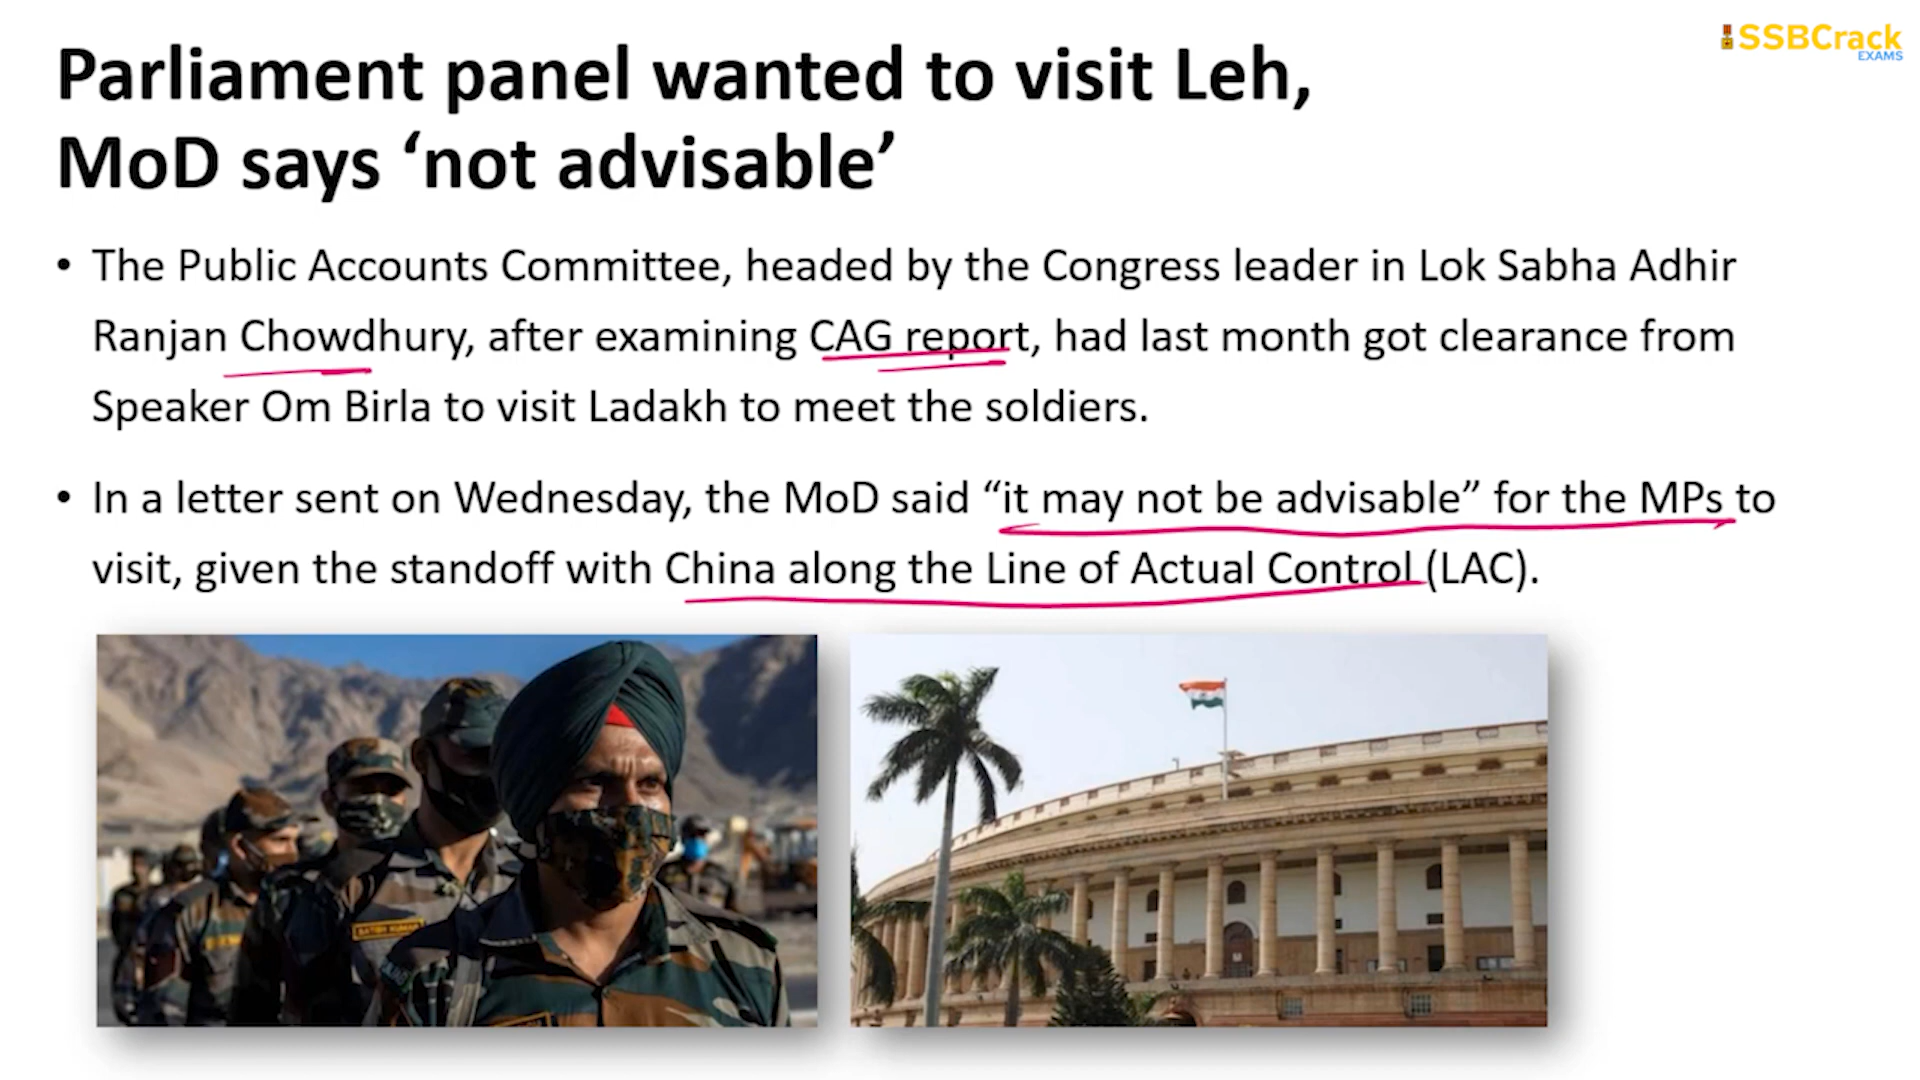 SSBCrack
EXAMS
Parliament panel wanted to visit Leh,
MoD says ‘not advisable’
• The Public Accounts Committee, headed by the Congress leader in Lok Sabha Adhir
Ranjan Chowdhury, after examining CAG report, had last month got clearance from
Speaker Om Birla to visit Ladakh to meet the soldiers.
• In a letter sent on Wednesday, the MoD said “it may not be advisable” for the MPs to
visit, given the standoff with China along the Line of Actual Control (LAC).
SATISH KUMAR